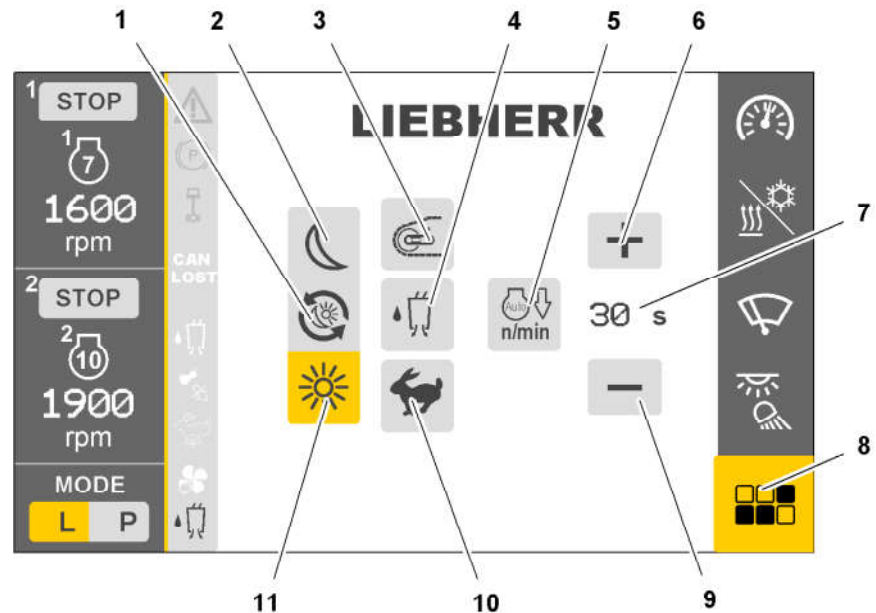 1 2 3 4 5 6
LIEBHERR
1 STOP
1
7
1600
rpm
P
CAN
LOST
2 STOP
2
10
1900
rpm
MODE
L P
Auto
n/min
30 s
7
8
11 10 9